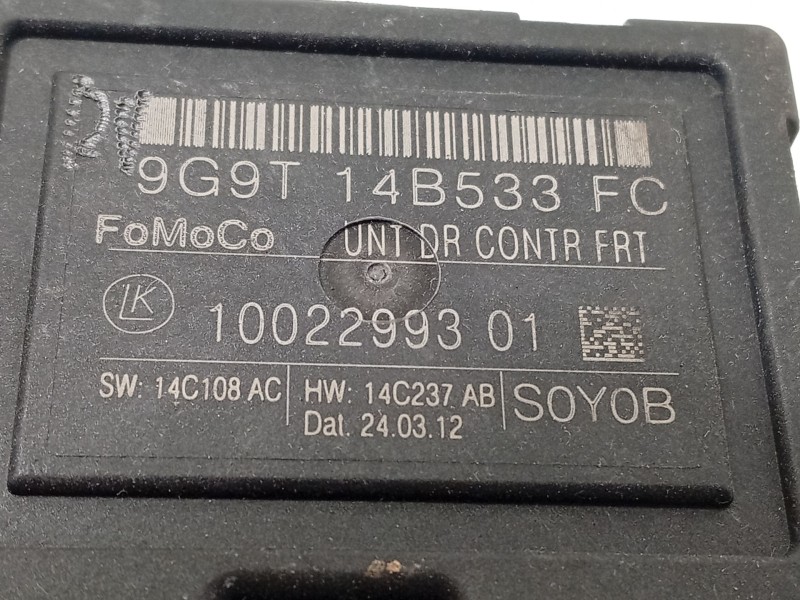 9G9T 14B533 FC
FoMoCo UNT DR CONTR FRT
LK 10022993 01
SW: 14C108 AC HW: 14C237 AB SOYOB
Dat. 24.03.12